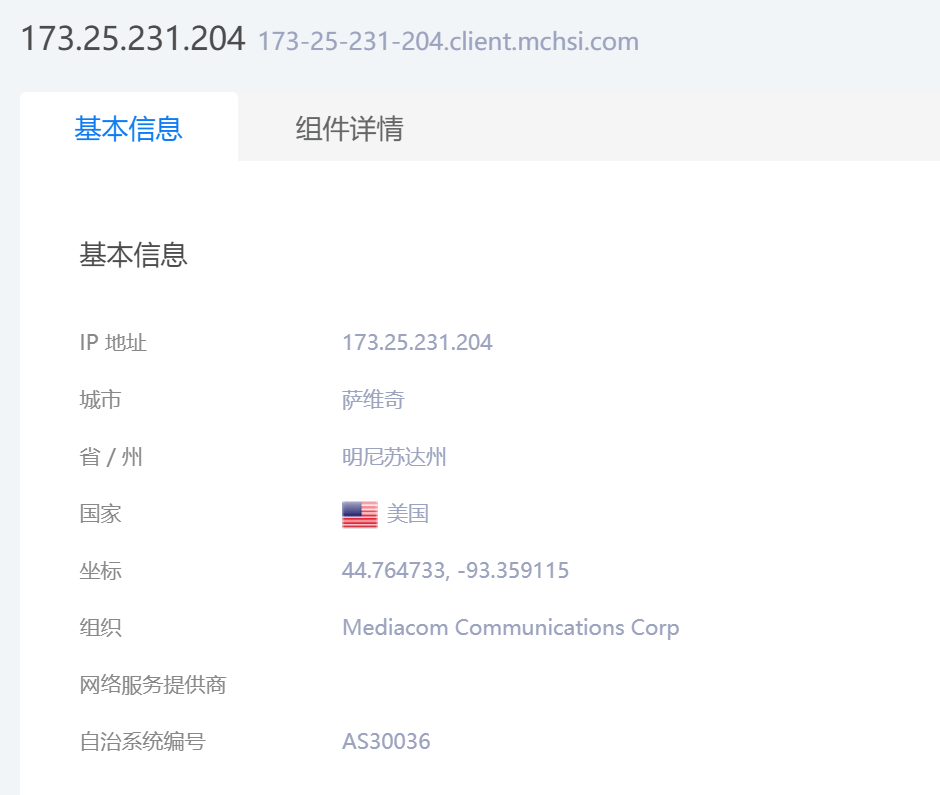 173.25.231.204 173-25-231-204.client.mchsi.com
基本信息 组件详情
基本信息
IP 地址 173.25.231.204
城市 萨维奇
省 / 州 明尼苏达州
国家 美国
坐标 44.764733, -93.359115
组织 Mediacom Communications Corp
网络服务提供商
自治系统编号 AS30036